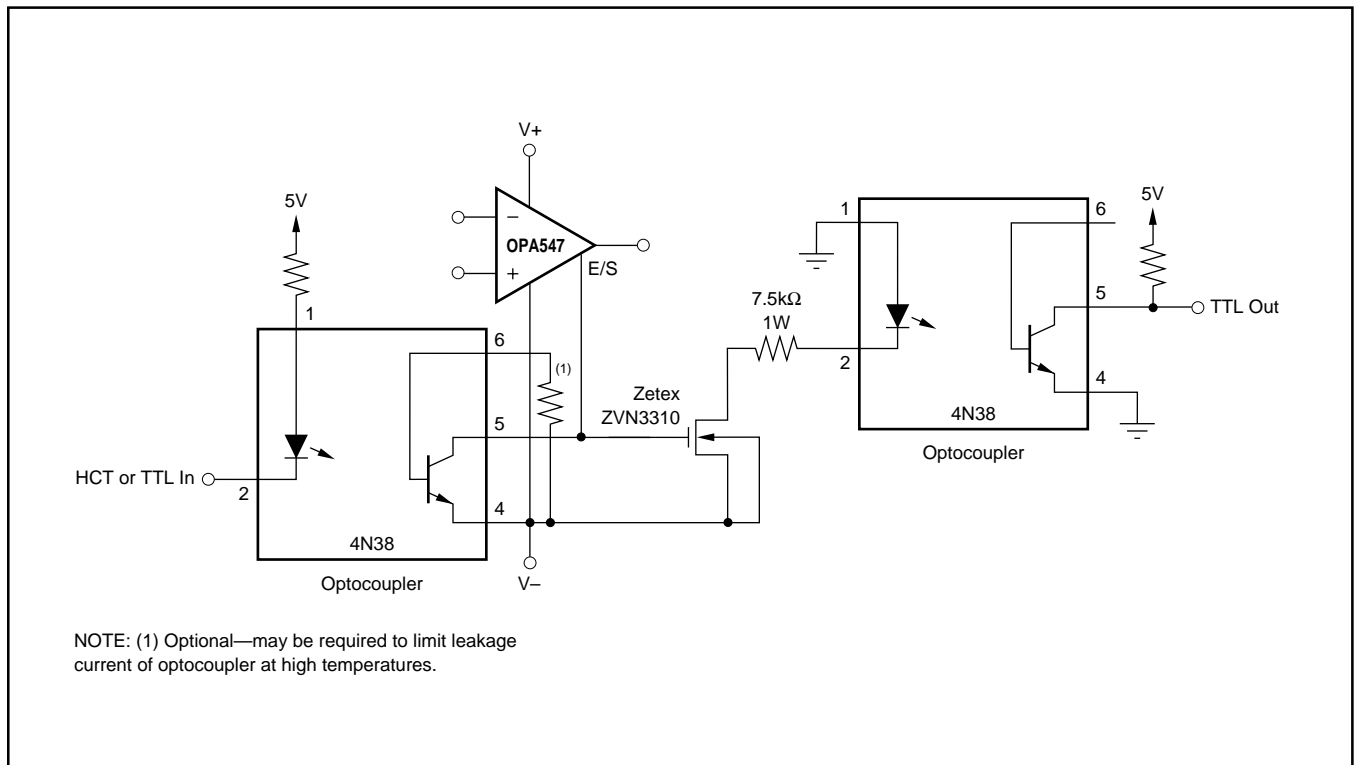 V+
5V
–
OPA547
+
E/S
1
6
(1)
5
4
2
HCT or TTL In
4N38
Optocoupler
V–
Zetex
ZVN3310
7.5kΩ
1W
1
2
6
5V
5
TTL Out
4
4N38
Optocoupler
NOTE: (1) Optional—may be required to limit leakage
current of optocoupler at high temperatures.